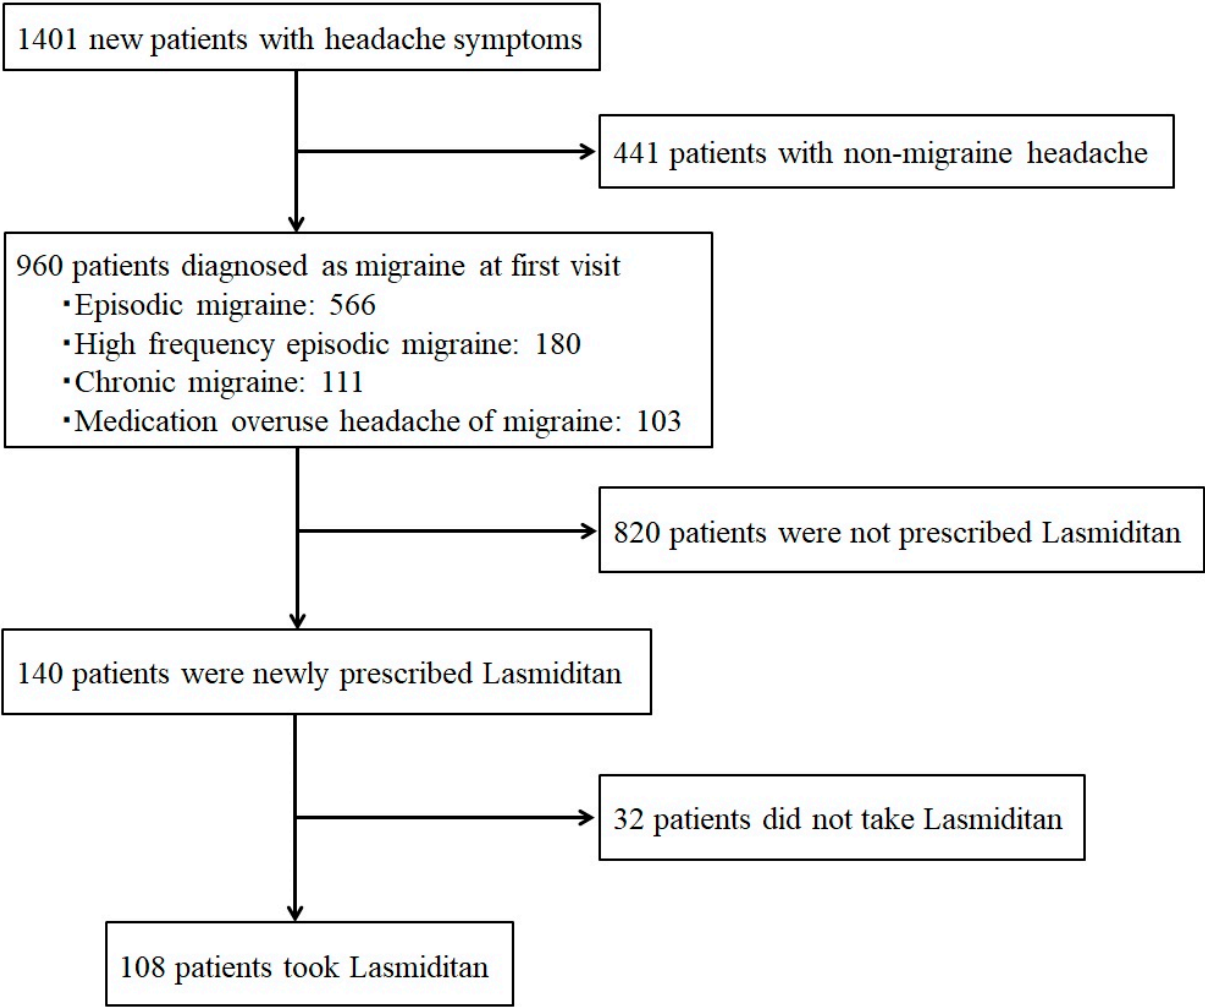 1401 new patients with headache symptoms
441 patients with non-migraine headache
960 patients diagnosed as migraine at first visit
・Episodic migraine: 566
・High frequency episodic migraine: 180
・Chronic migraine: 111
・Medication overuse headache of migraine: 103
820 patients were not prescribed Lasmiditan
140 patients were newly prescribed Lasmiditan
32 patients did not take Lasmiditan
108 patients took Lasmiditan